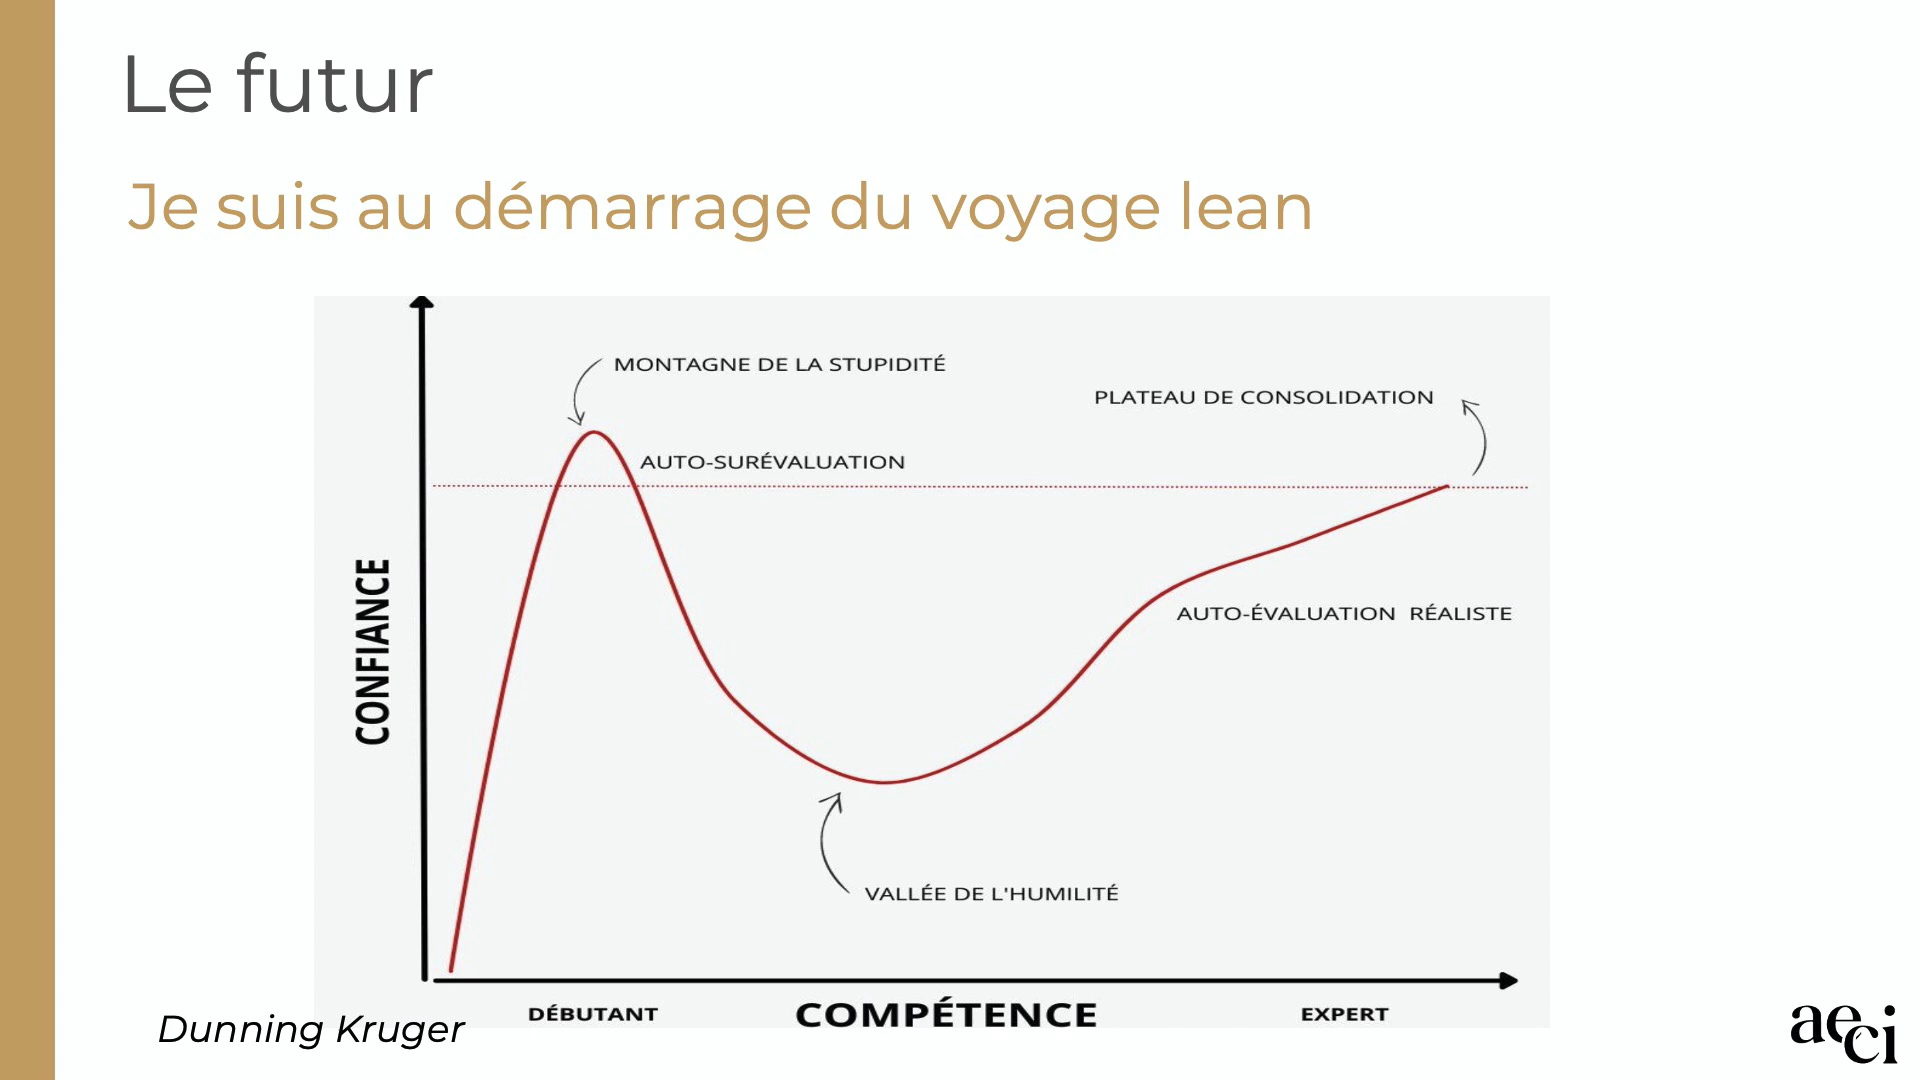 Le futur
Je suis au démarrage du voyage lean
MONTAGNE DE LA STUPIDITÉ
PLATEAU DE CONSOLIDATION
AUTO-SURÉVALUATION
CONFIANCE
AUTO-ÉVALUATION RÉALISTE
VALLÉE DE L'HUMILITÉ
DÉBUTANT
COMPÉTENCE
EXPERT
Dunning Kruger
aeci